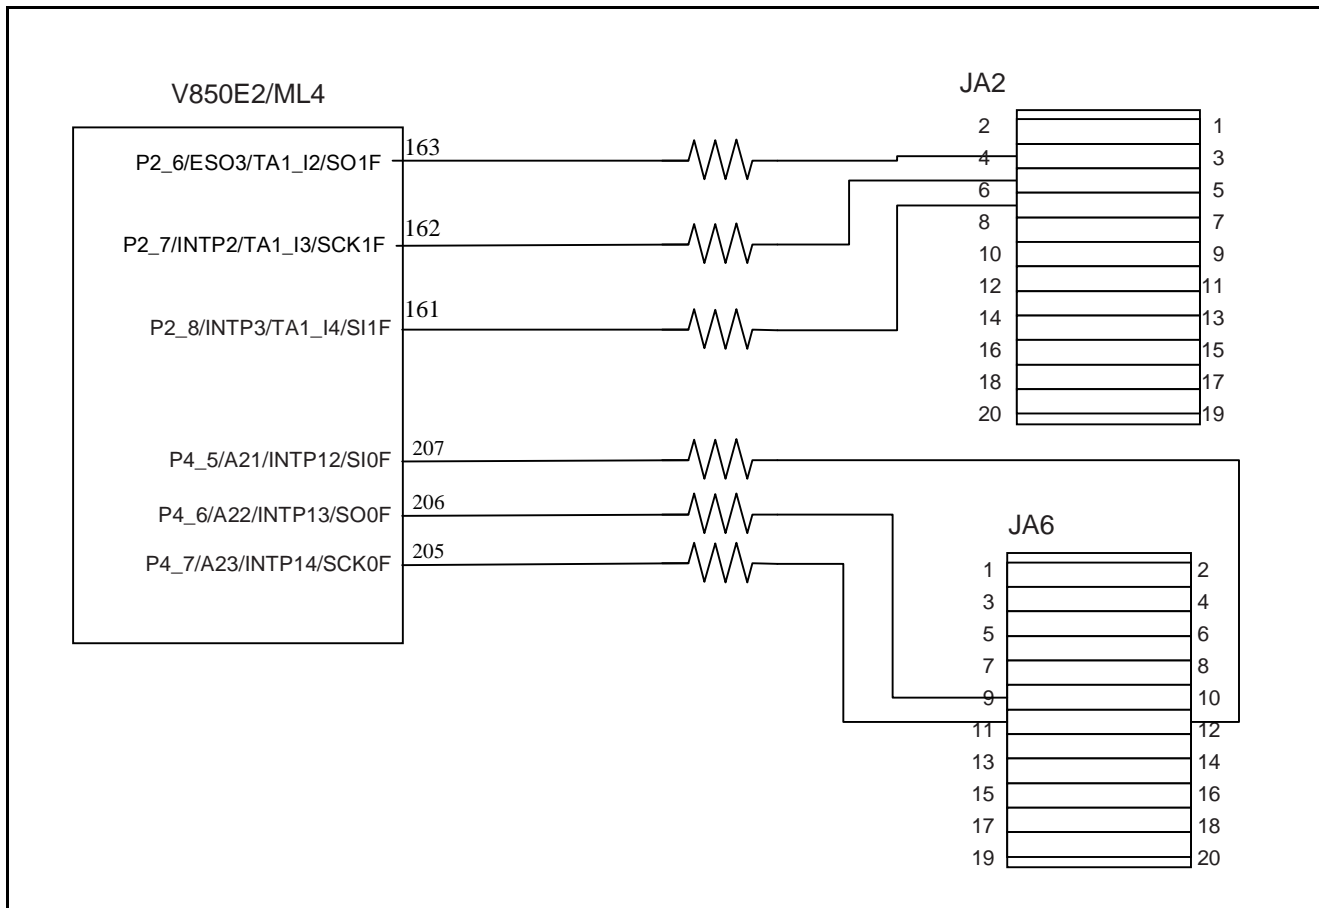 V850E2/ML4
P2_6/ESO3/TA1_I2/SO1F 163
P2_7/INTP2/TA1_I3/SCK1F 162
P2_8/INTP3/TA1_I4/SI1F 161
P4_5/A21/INTP12/SI0F 207
P4_6/A22/INTP13/SO0F 206
P4_7/A23/INTP14/SCK0F 205
JA2
2 1
4 3
6 5
8 7
10 9
12 11
14 13
16 15
18 17
20 19
JA6
1 2
3 4
5 6
7 8
9 10
11 12
13 14
15 16
17 18
19 20